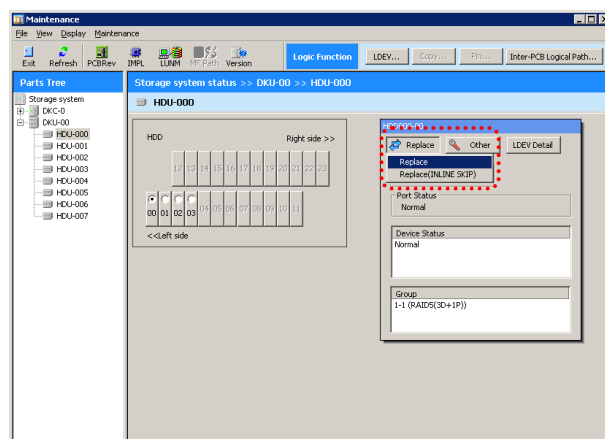 Maintenance
File View Display Maintenance
Exit Refresh PCBRev IMPL LUNM MF Path Version Logic Function LDEV... Copy... Pin... Inter-PCB Logical Path...
Parts Tree
Storage system status >> DKU-00 >> HDU-000
Storage system
DKC-0
DKU-00
HDU-000
HDU-001
HDU-002
HDU-003
HDU-004
HDU-005
HDU-006
HDU-007
HDU-000
HDD Right side >>
12 13 14 15 16 17 18 19 20 21 22 23
00 01 02 03 04 05 06 07 08 09 10 11
<<Left side
HDD000-00
Replace Other LDEV Detail
Replace
Replace(INLINE SKIP)
Port Status
Normal
Device Status
Normal
Group
1-1 (RAID5(3D+1P))